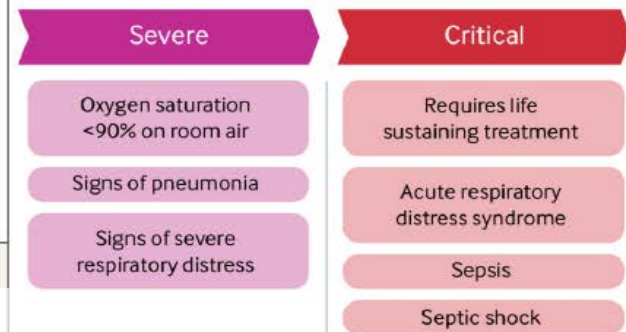 Severe
Oxygen saturation
<90% on room air
Signs of pneumonia
Signs of severe
respiratory distress
Critical
Requires life
sustaining treatment
Acute respiratory
distress syndrome
Sepsis
Septic shock